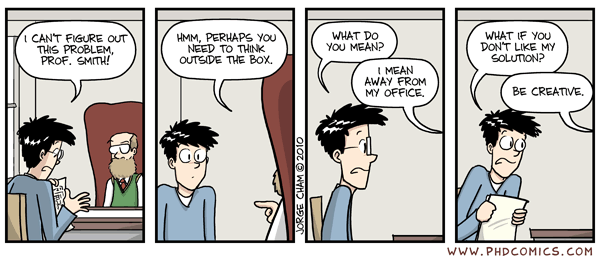 I CAN'T FIGURE OUT
THIS PROBLEM,
PROF. SMITH!
HMM, PERHAPS YOU
NEED TO THINK
OUTSIDE THE BOX.
WHAT DO
YOU MEAN?
I MEAN
AWAY FROM
MY OFFICE.
WHAT IF YOU
DON'T LIKE MY
SOLUTION?
BE CREATIVE.
JORGE CHAM © 2010
WWW.PHDCOMICS.COM